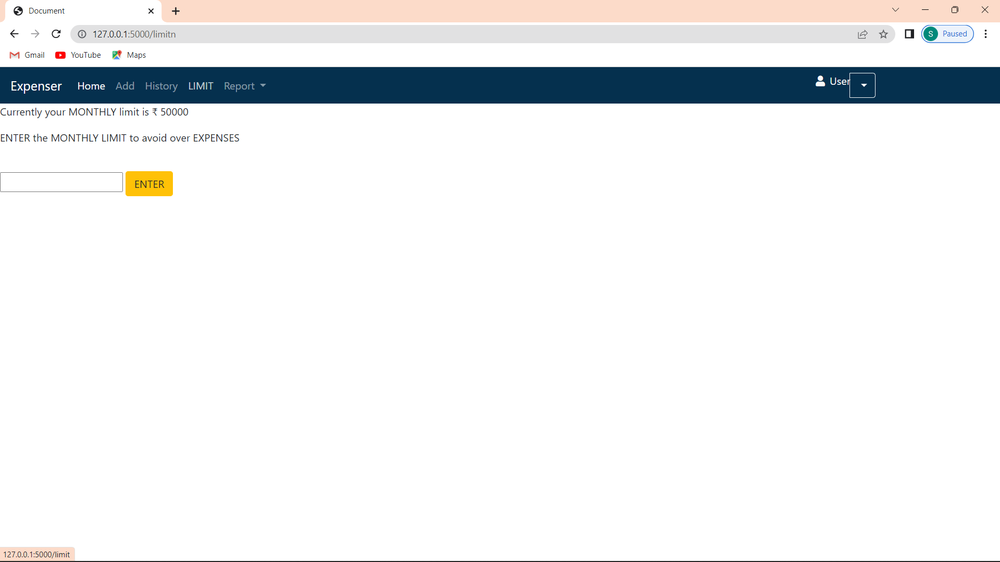 Document
127.0.0.1:5000/limitn
S Paused
Gmail YouTube Maps
Expenser Home Add History LIMIT Report User
Currently your MONTHLY limit is ₹ 50000
ENTER the MONTHLY LIMIT to avoid over EXPENSES
ENTER
127.0.0.1:5000/limit